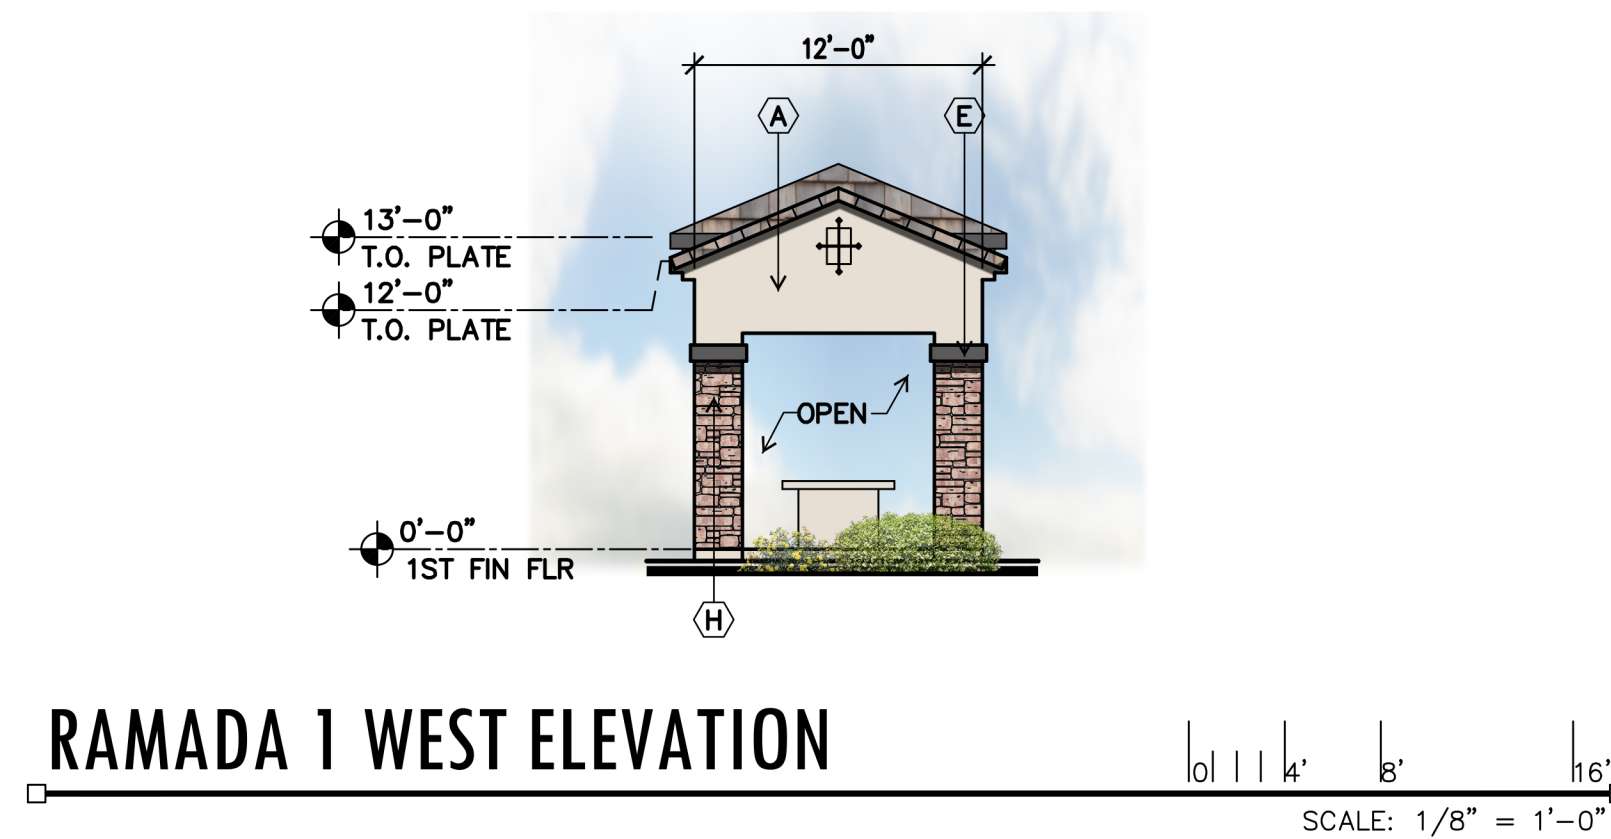 12'-0"
A
E
13'-0"
T.O. PLATE
12'-0"
T.O. PLATE
OPEN
0'-0"
1ST FIN FLR
H
RAMADA 1 WEST ELEVATION
0 4' 8' 16'
SCALE: 1/8" = 1'-0"